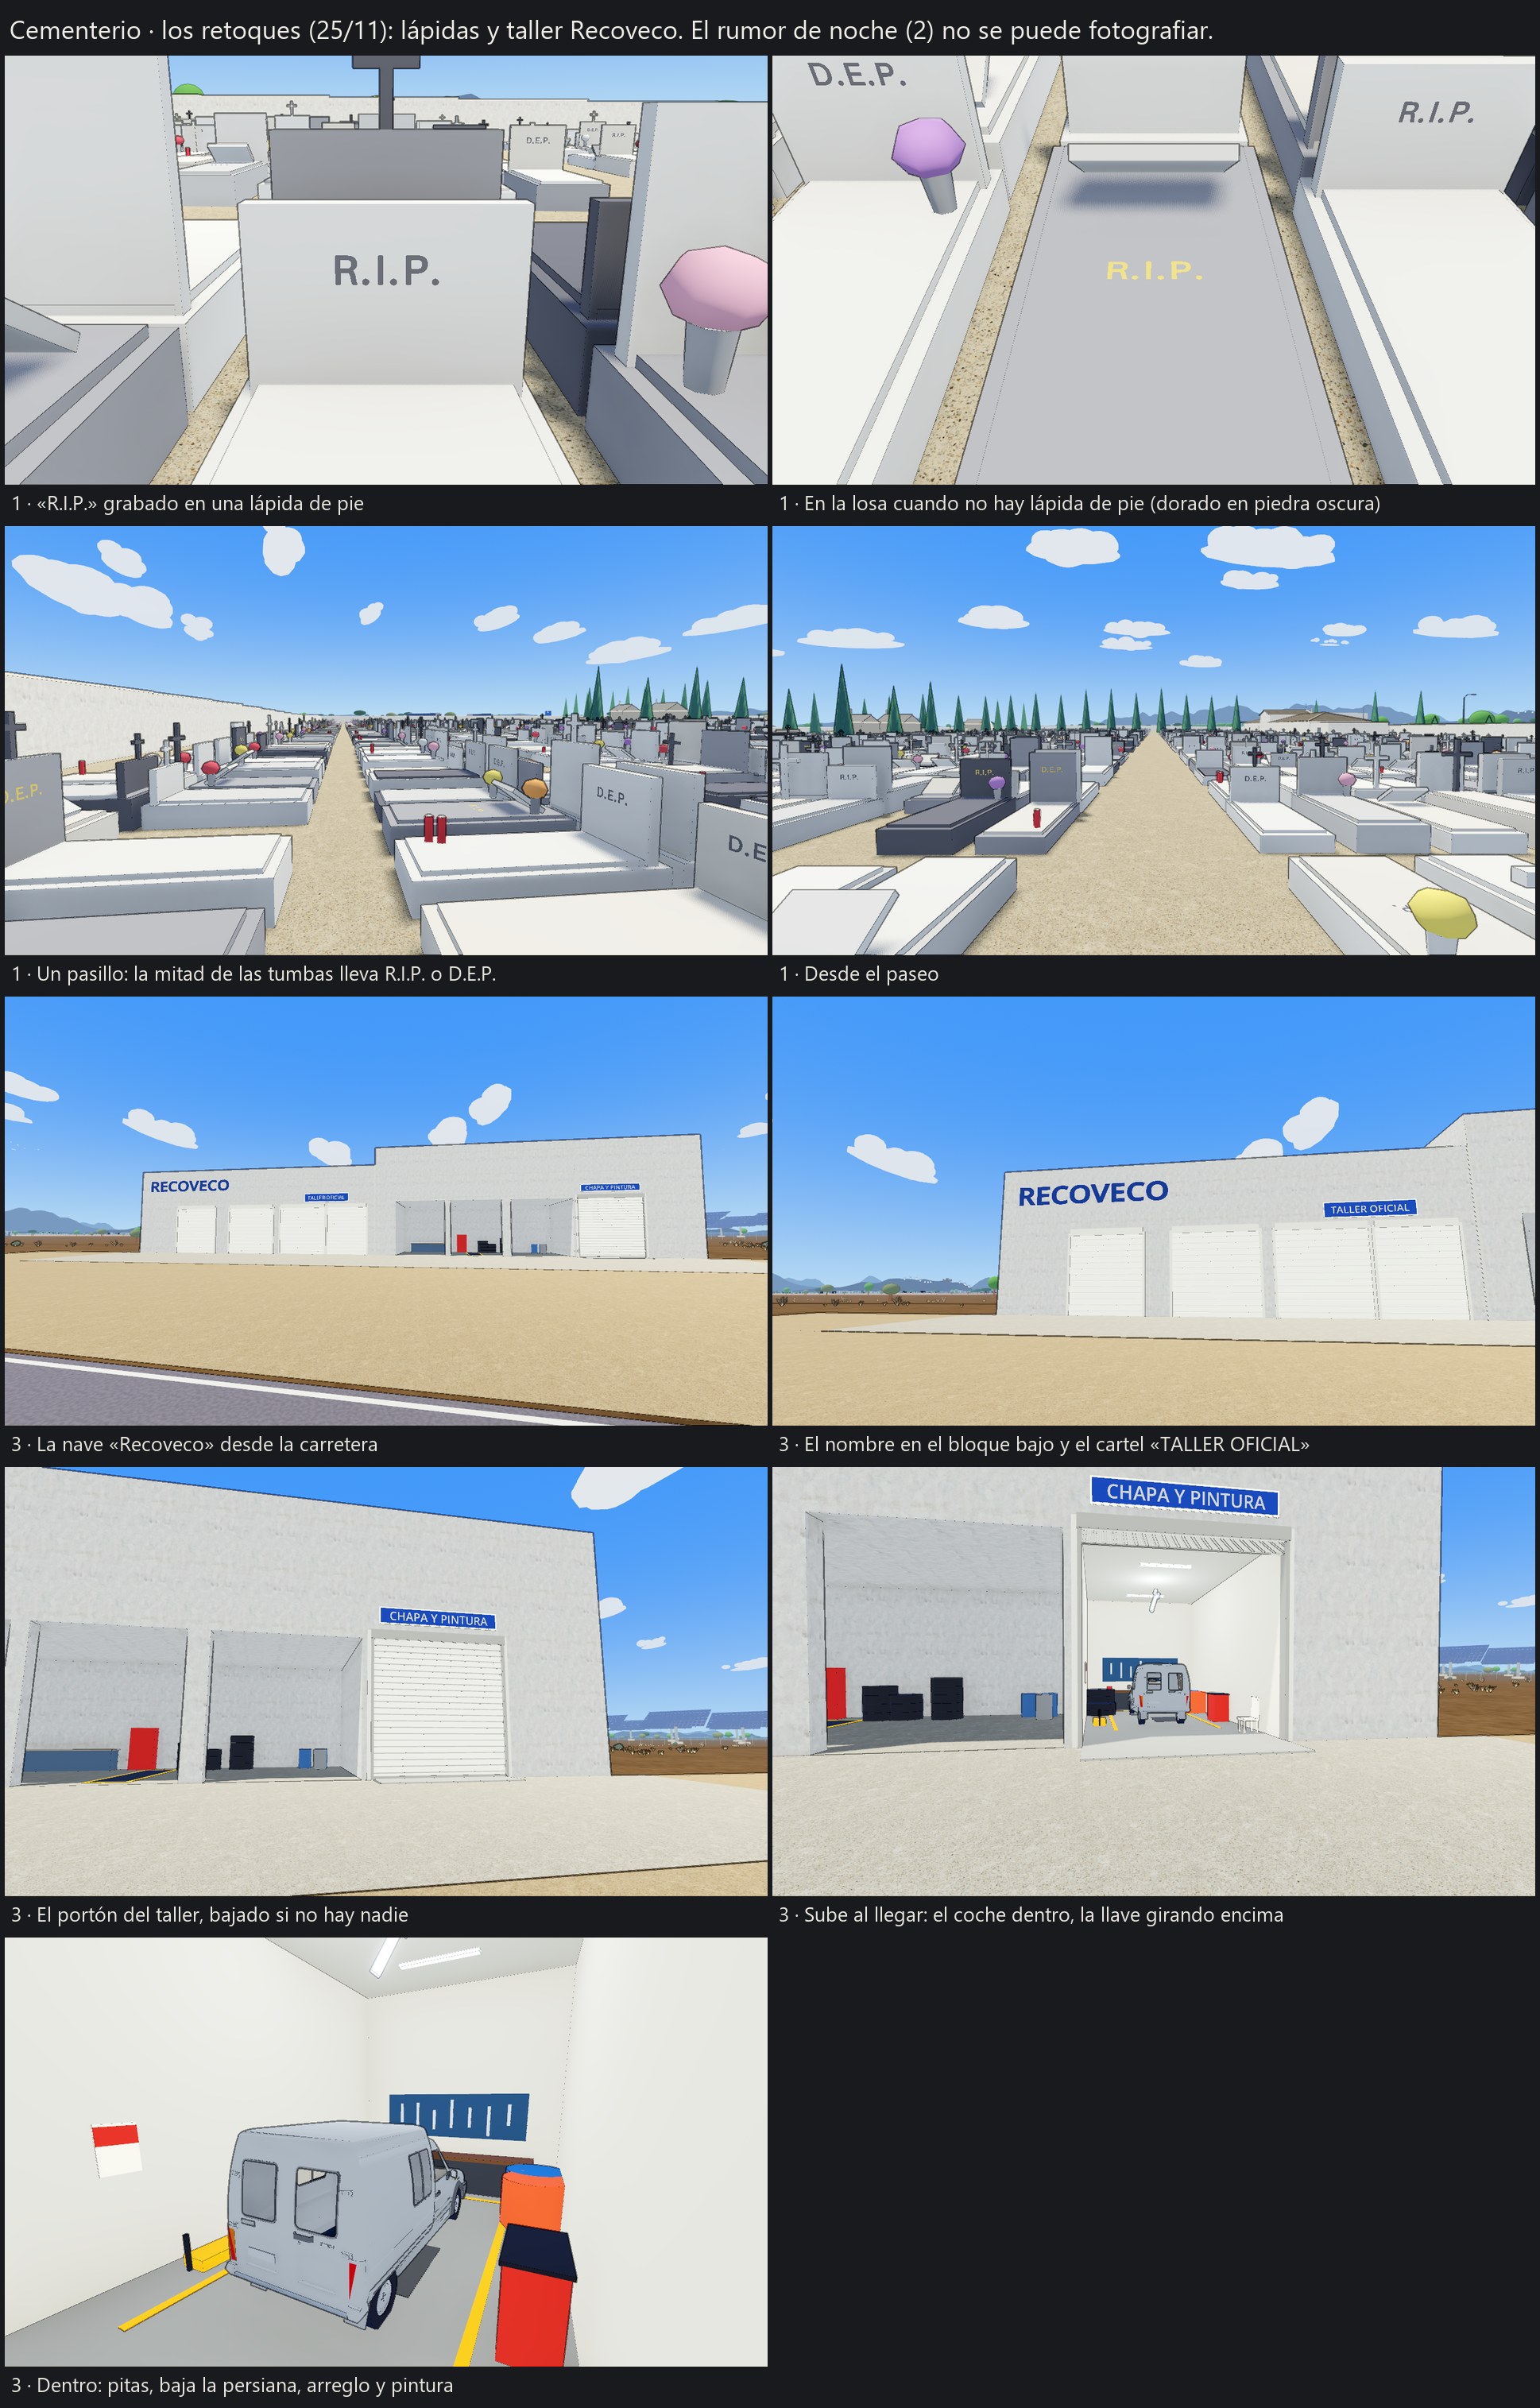 Cementerio · los retoques (25/11): lápidas y taller Recoveco. El rumor de noche (2) no se puede fotografiar.
D.E.P.
R.I.P.
D.E.P.
R.I.P.
R.I.P.
R.I.P.
1 · «R.I.P.» grabado en una lápida de pie
1 · En la losa cuando no hay lápida de pie (dorado en piedra oscura)
D.E.P.
D.E.P.
D.E
R.I.P.
R.I.P.
D.E.P.
D.E.P.
1 · Un pasillo: la mitad de las tumbas lleva R.I.P. o D.E.P.
1 · Desde el paseo
RECOVECO
TALLER OFICIAL
CHAPA Y PINTURA
RECOVECO
TALLER OFICIAL
3 · La nave «Recoveco» desde la carretera
3 · El nombre en el bloque bajo y el cartel «TALLER OFICIAL»
CHAPA Y PINTURA
CHAPA Y PINTURA
3 · El portón del taller, bajado si no hay nadie
3 · Sube al llegar: el coche dentro, la llave girando encima
3 · Dentro: pitas, baja la persiana, arreglo y pintura